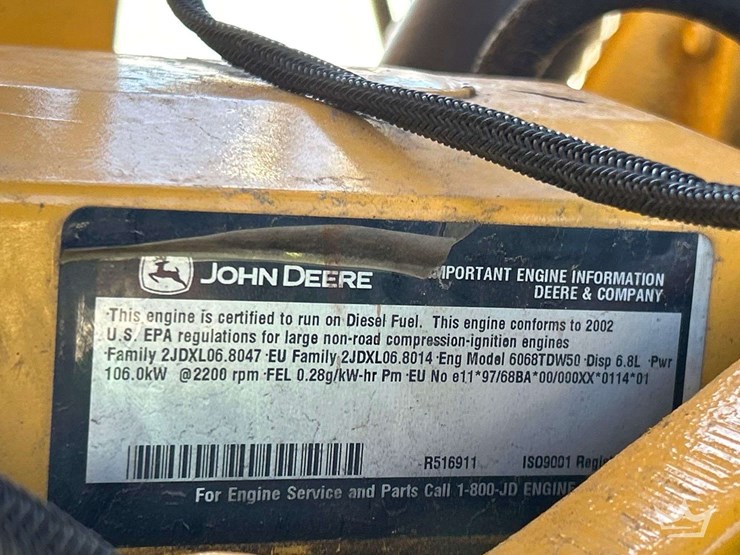 JOHN DEERE
IMPORTANT ENGINE INFORMATION
DEERE & COMPANY
This engine is certified to run on Diesel Fuel. This engine conforms to 2002
U.S. EPA regulations for large non-road compression-ignition engines
Family 2JDXL06.8047 EU Family 2JDXL06.8014 Eng Model 6068TDW50 Disp 6.8L Pwr
106.0kW @2200 rpm FEL 0.28g/kW-hr Pm EU No e11*97/68BA*00/000XX*0114*01
R516911 ISO9001
For Engine Service and Parts Call 1-800-JD ENGINE